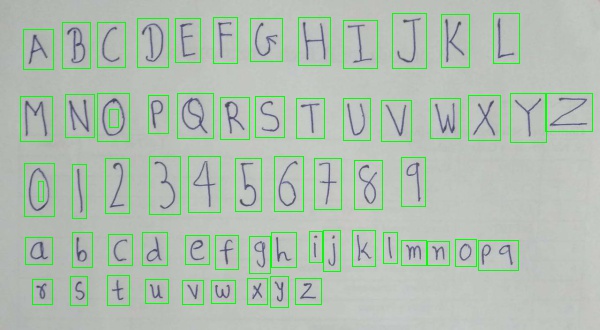 A B C D E F G H I J K L
M N O P Q R S T U V W X Y Z
0 1 2 3 4 5 6 7 8 9
a b c d e f g h i j k l m n o p q
r s t u v w x y z